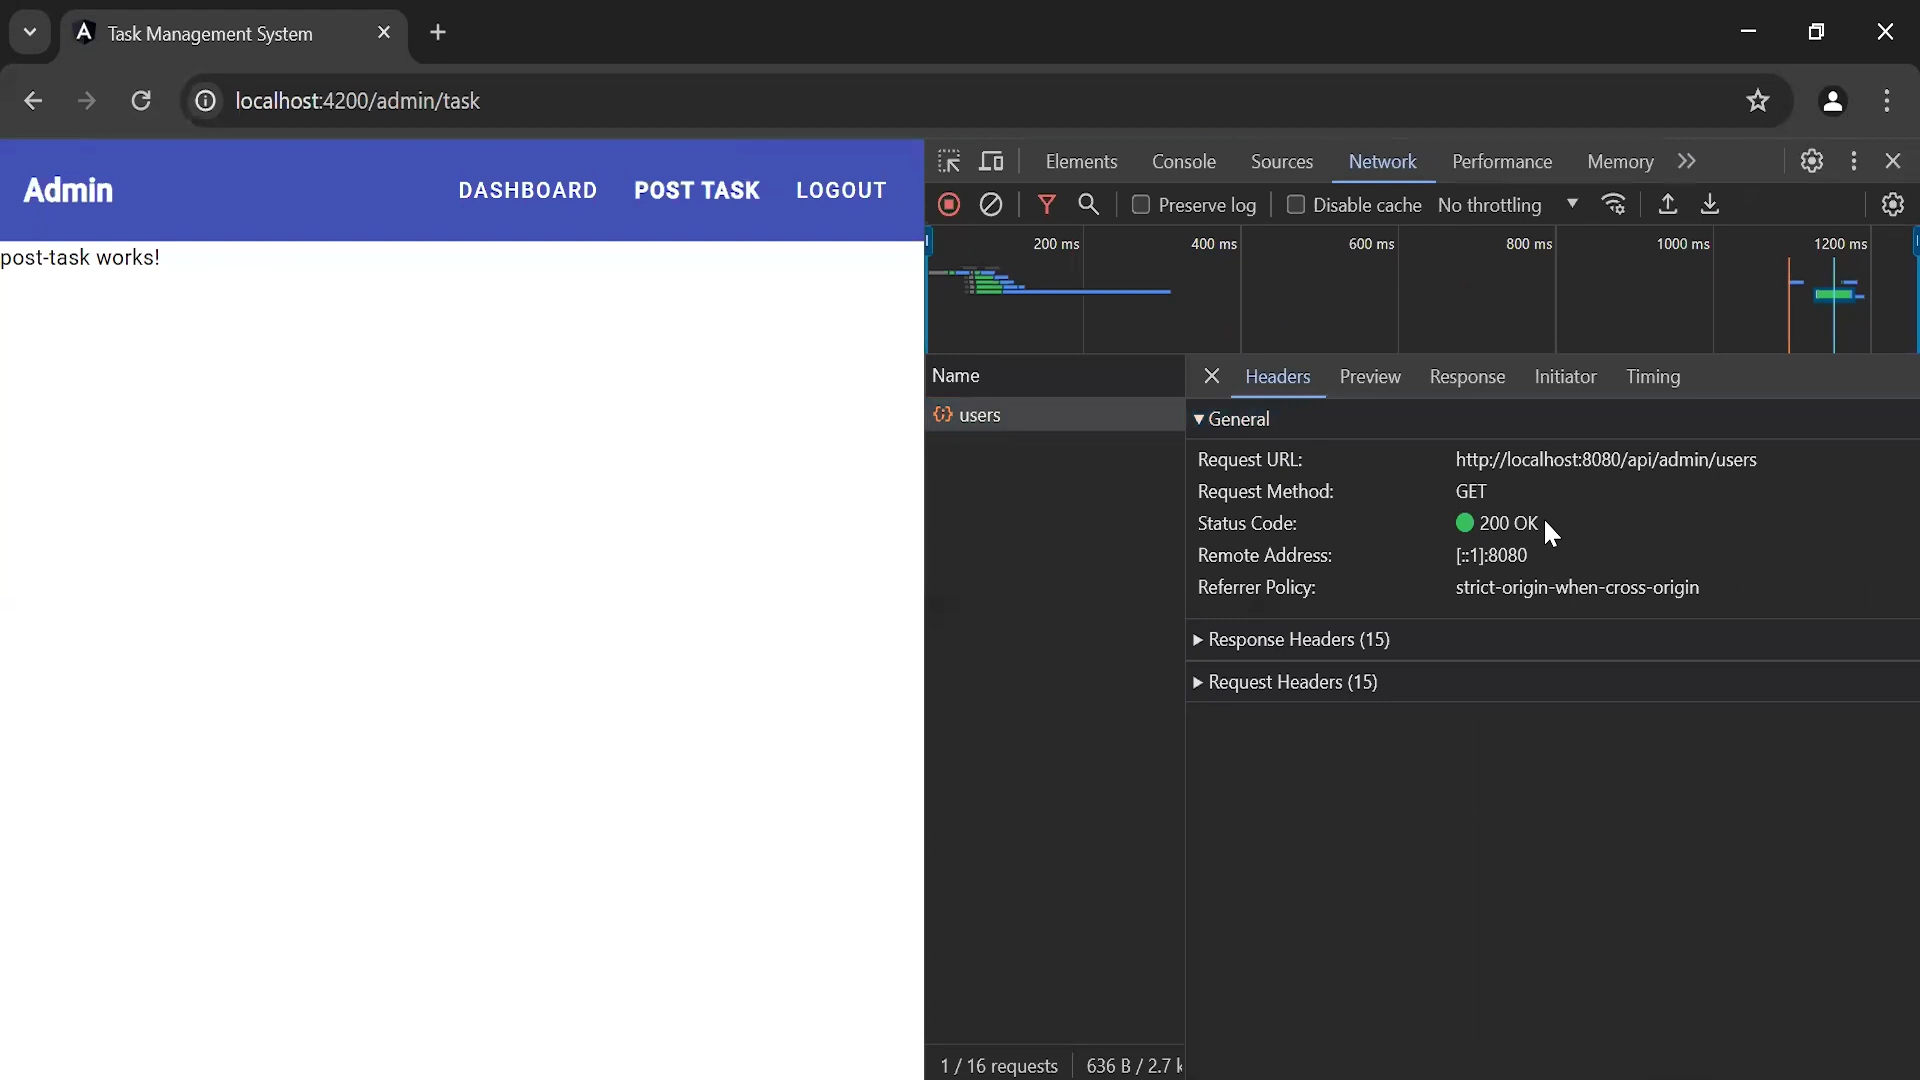 Task Management System
localhost:4200/admin/task
Admin
DASHBOARD
POST TASK
LOGOUT
post-task works!
Elements
Console
Sources
Network
Performance
Memory
Preserve log
Disable cache
No throttling
200 ms
400 ms
600 ms
800 ms
1000 ms
1200 ms
Name
users
Headers
Preview
Response
Initiator
Timing
General
Request URL: http://localhost:8080/api/admin/users
Request Method: GET
Status Code: 200 OK
Remote Address: [::1]:8080
Referrer Policy: strict-origin-when-cross-origin
Response Headers (15)
Request Headers (15)
1 / 16 requests
636 B / 2.7 k